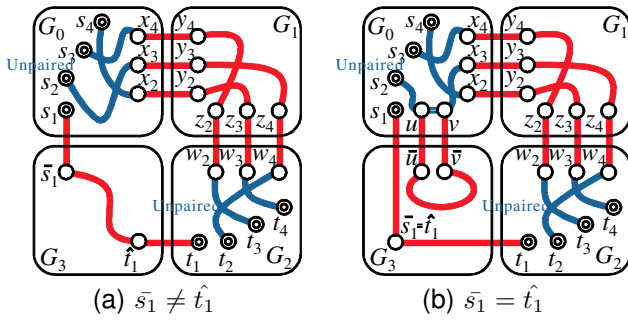 G₀ s₄ x₄ y₄ G₁
s₃ x₃ y₃
Unpaired
s₂ x₂ y₂
s₁
z₂ z₃ z₄
w₂ w₃ w₄
s̄₁
Unpaired
t₄
t₃
G₃ t̂₁ t₁ t₂ G₂
(a) s̄₁ ≠ t̂₁
G₀ s₄ x₄ y₄ G₁
s₃ x₃ y₃
Unpaired
s₂ x₂ y₂
s₁
u v z₂ z₃ z₄
ū v̄ w₂ w₃ w₄
Unpaired
s̄₁=t̂₁ t₄
G₃ t₃
t₁ t₂ G₂
(b) s̄₁ = t̂₁